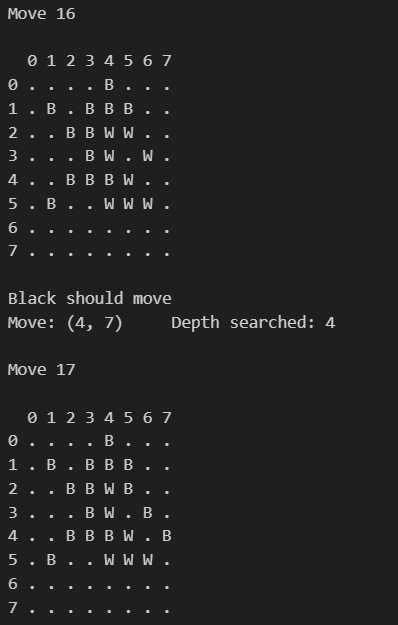 Move 16
  0 1 2 3 4 5 6 7
0 . . . . B . . .
1 . B . B B B . .
2 . . B B W W . .
3 . . . B W . W .
4 . . B B B W . .
5 . B . . W W W .
6 . . . . . . . .
7 . . . . . . . .
Black should move
Move: (4, 7)     Depth searched: 4
Move 17
  0 1 2 3 4 5 6 7
0 . . . . B . . .
1 . B . B B B . .
2 . . B B W B . .
3 . . . B W . B .
4 . . B B B W . B
5 . B . . W W W .
6 . . . . . . . .
7 . . . . . . . .